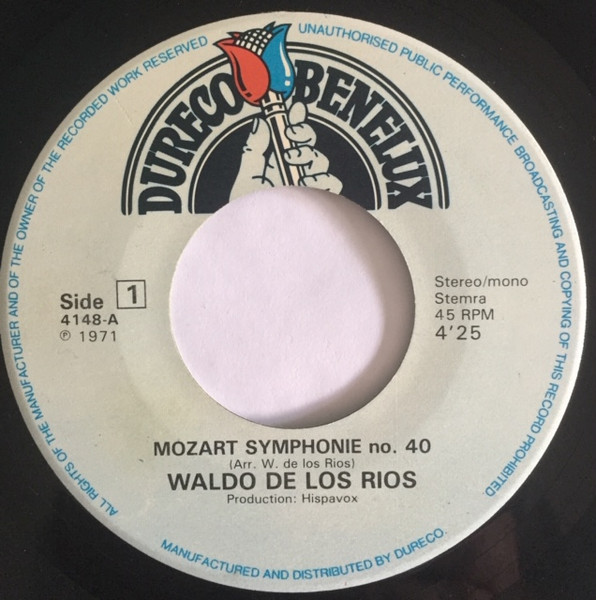 ALL RIGHTS OF THE MANUFACTURER AND OF THE OWNER OF THE RECORDED WORK RESERVED
UNAUTHORISED PUBLIC PERFORMANCE BROADCASTING AND COPYING OF THIS RECORD PROHIBITED
DURECO BENELUX
Side 1
4148-A
℗ 1971
Stereo/mono
Stemra
45 RPM
4'25
MOZART SYMPHONIE no. 40
(Arr. W. de los Rios)
WALDO DE LOS RIOS
Production: Hispavox
MANUFACTURED AND DISTRIBUTED BY DURECO.